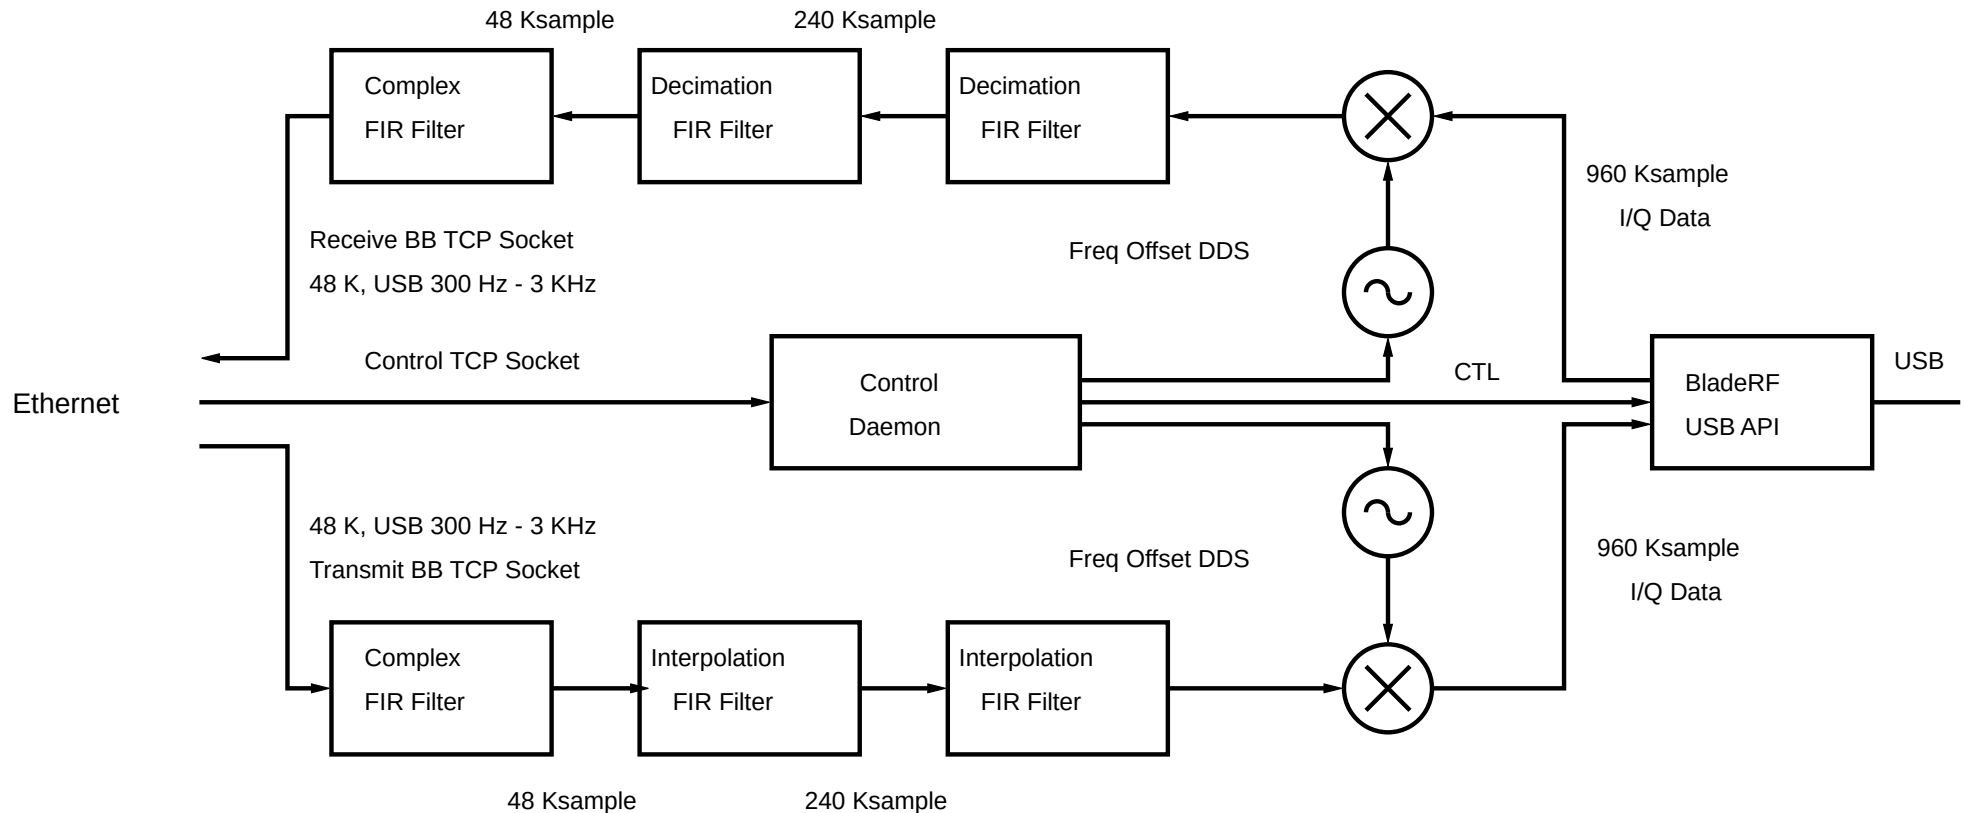 48 Ksample
240 Ksample
Complex
FIR Filter
Decimation
FIR Filter
Decimation
FIR Filter
960 Ksample
I/Q Data
Receive BB TCP Socket
48 K, USB 300 Hz - 3 KHz
Freq Offset DDS
Control TCP Socket
Ethernet
Control
Daemon
CTL
BladeRF
USB API
USB
48 K, USB 300 Hz - 3 KHz
Transmit BB TCP Socket
Freq Offset DDS
960 Ksample
I/Q Data
Complex
FIR Filter
Interpolation
FIR Filter
Interpolation
FIR Filter
48 Ksample
240 Ksample